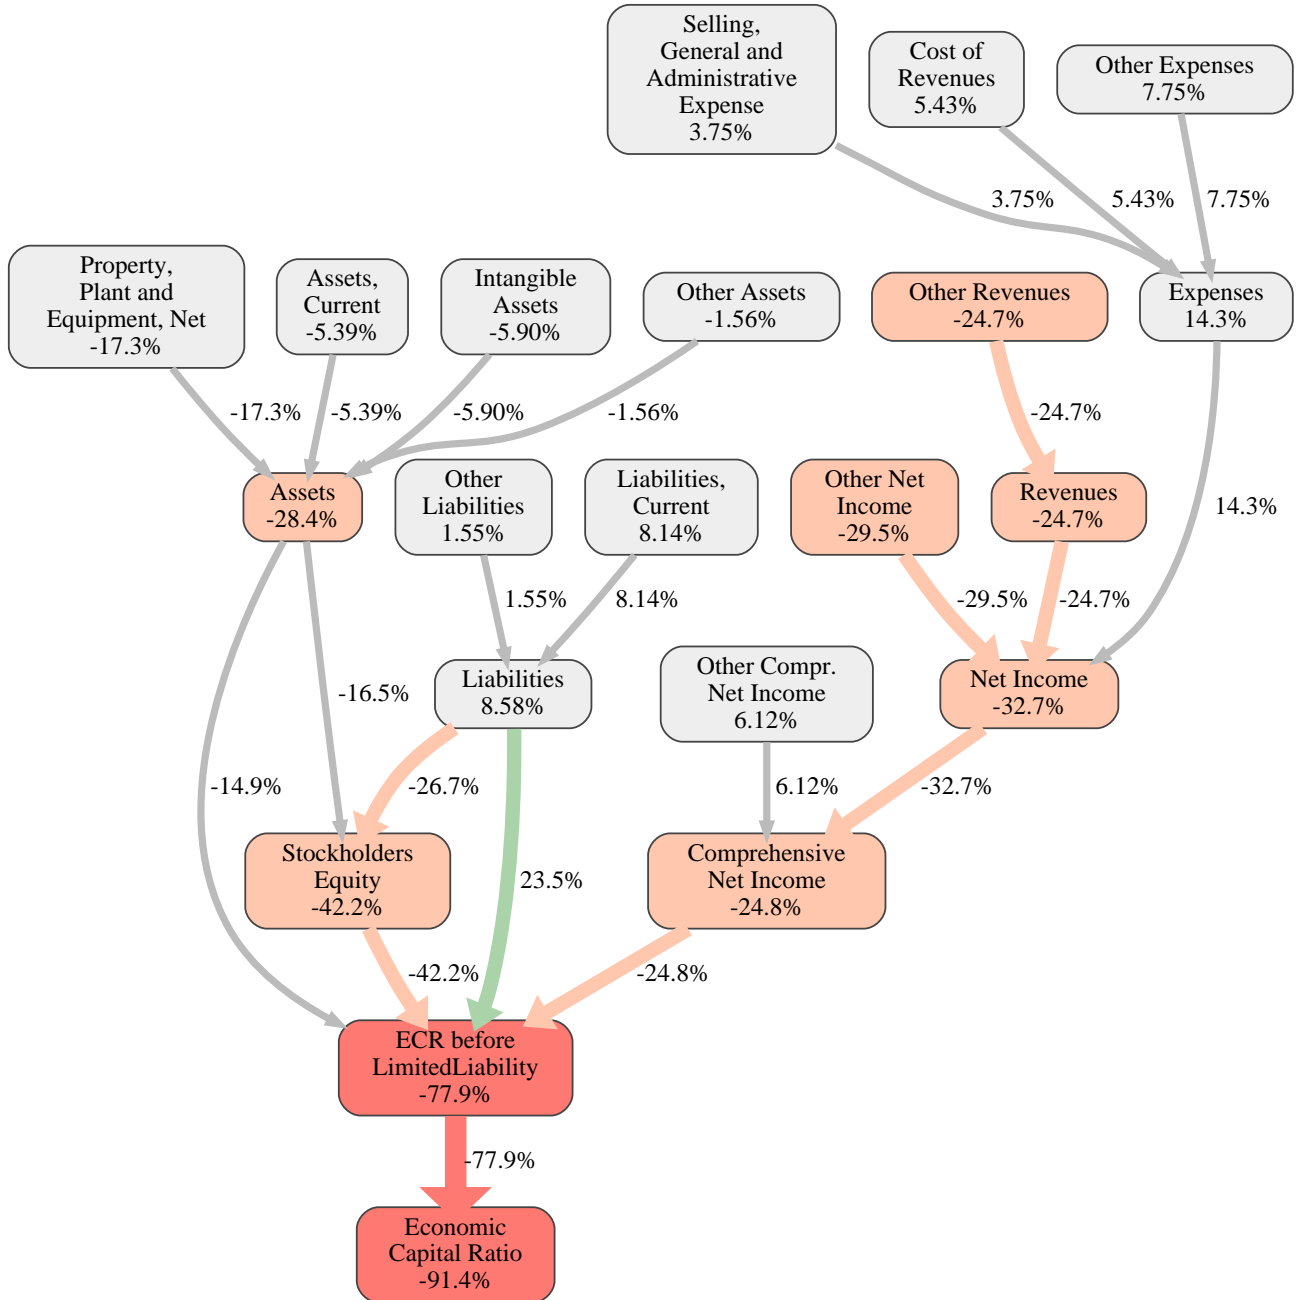 Selling,
General and
Administrative
Expense
3.75%
Cost of
Revenues
5.43%
Other Expenses
7.75%
3.75%
5.43%
7.75%
Property,
Plant and
Equipment, Net
-17.3%
Assets,
Current
-5.39%
Intangible
Assets
-5.90%
Other Assets
-1.56%
Other Revenues
-24.7%
Expenses
14.3%
-17.3%
-5.39%
-5.90%
-1.56%
-24.7%
Assets
-28.4%
Other
Liabilities
1.55%
Liabilities,
Current
8.14%
Other Net
Income
-29.5%
Revenues
-24.7%
14.3%
1.55%
8.14%
-29.5%
-24.7%
-16.5%
Liabilities
8.58%
Other Compr.
Net Income
6.12%
Net Income
-32.7%
-14.9%
-26.7%
6.12%
-32.7%
Stockholders
Equity
-42.2%
23.5%
Comprehensive
Net Income
-24.8%
-42.2%
-24.8%
ECR before
LimitedLiability
-77.9%
-77.9%
Economic
Capital Ratio
-91.4%